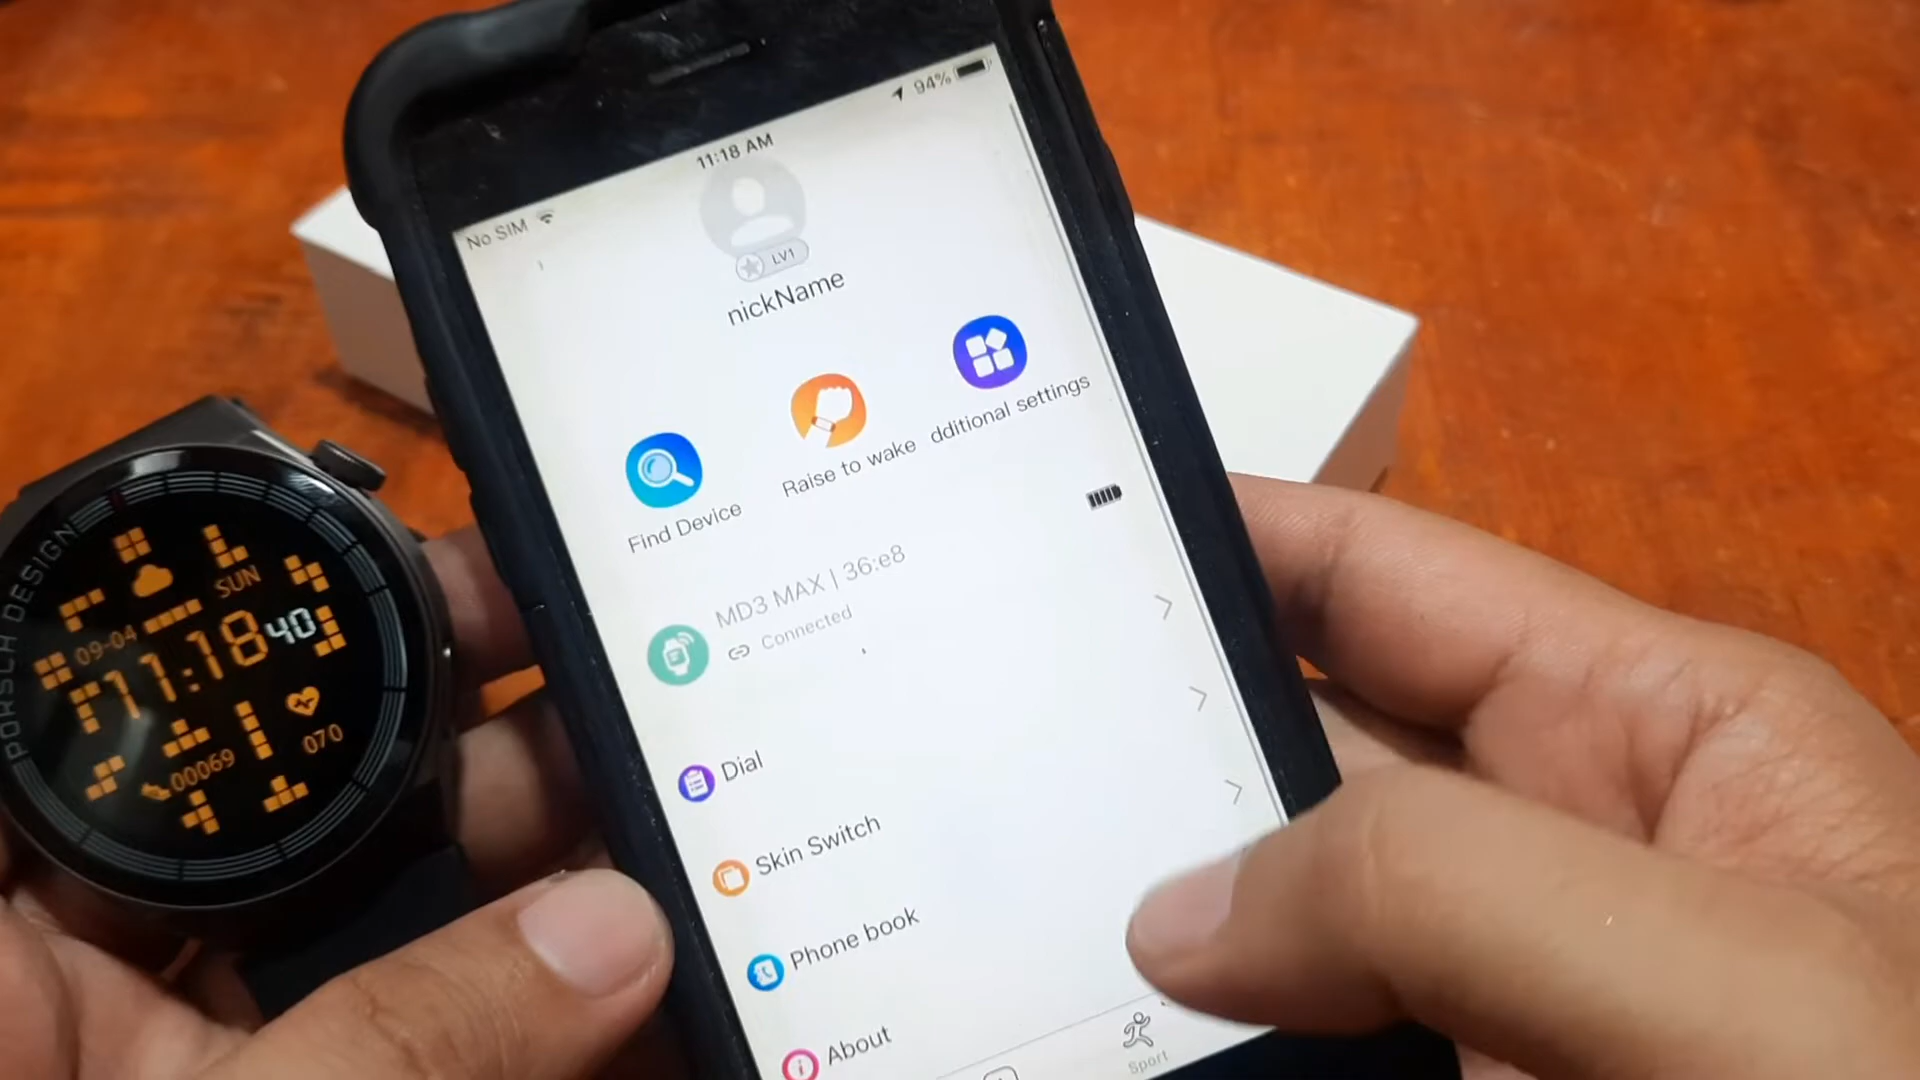 No SIM
11:18 AM
94%
LV1
nickName
Find Device
Raise to wake
dditional settings
MD3 MAX | 36:e8
Connected
Dial
Skin Switch
Phone book
About
Sport
PORSCH DESIGN
SUN
09-04
11:18 40
00069
070